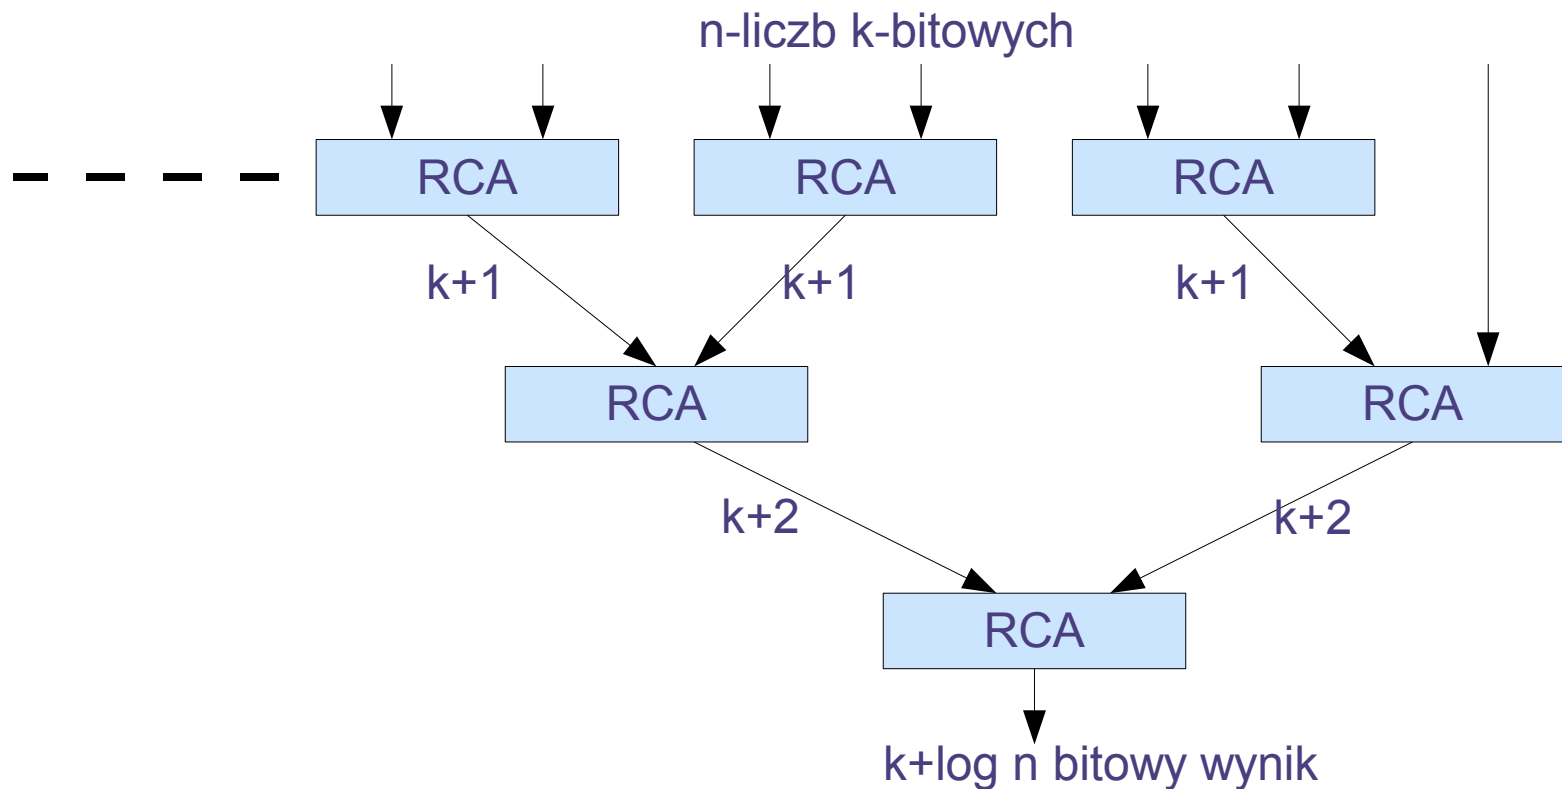 n-liczb k-bitowych
RCA
RCA
RCA
k+1
k+1
k+1
RCA
RCA
k+2
k+2
RCA
k+log n bitowy wynik